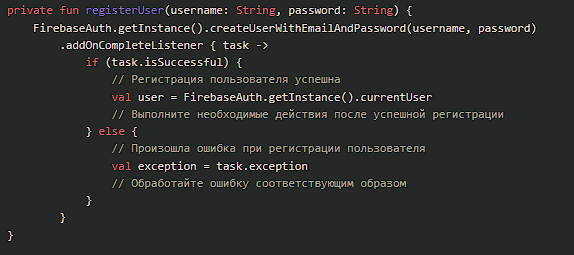 private fun registerUser(username: String, password: String) {
    FirebaseAuth.getInstance().createUserWithEmailAndPassword(username, password)
        .addOnCompleteListener { task ->
            if (task.isSuccessful) {
                // Регистрация пользователя успешна
                val user = FirebaseAuth.getInstance().currentUser
                // Выполните необходимые действия после успешной регистрации
            } else {
                // Произошла ошибка при регистрации пользователя
                val exception = task.exception
                // Обработайте ошибку соответствующим образом
            }
        }
}